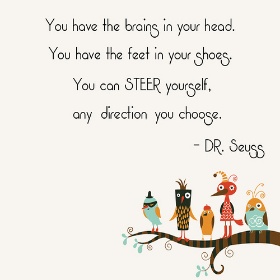 You have the brains in your head.
You have the feet in your shoes.
You can STEER yourself,
any direction you choose.
- DR. Seuss